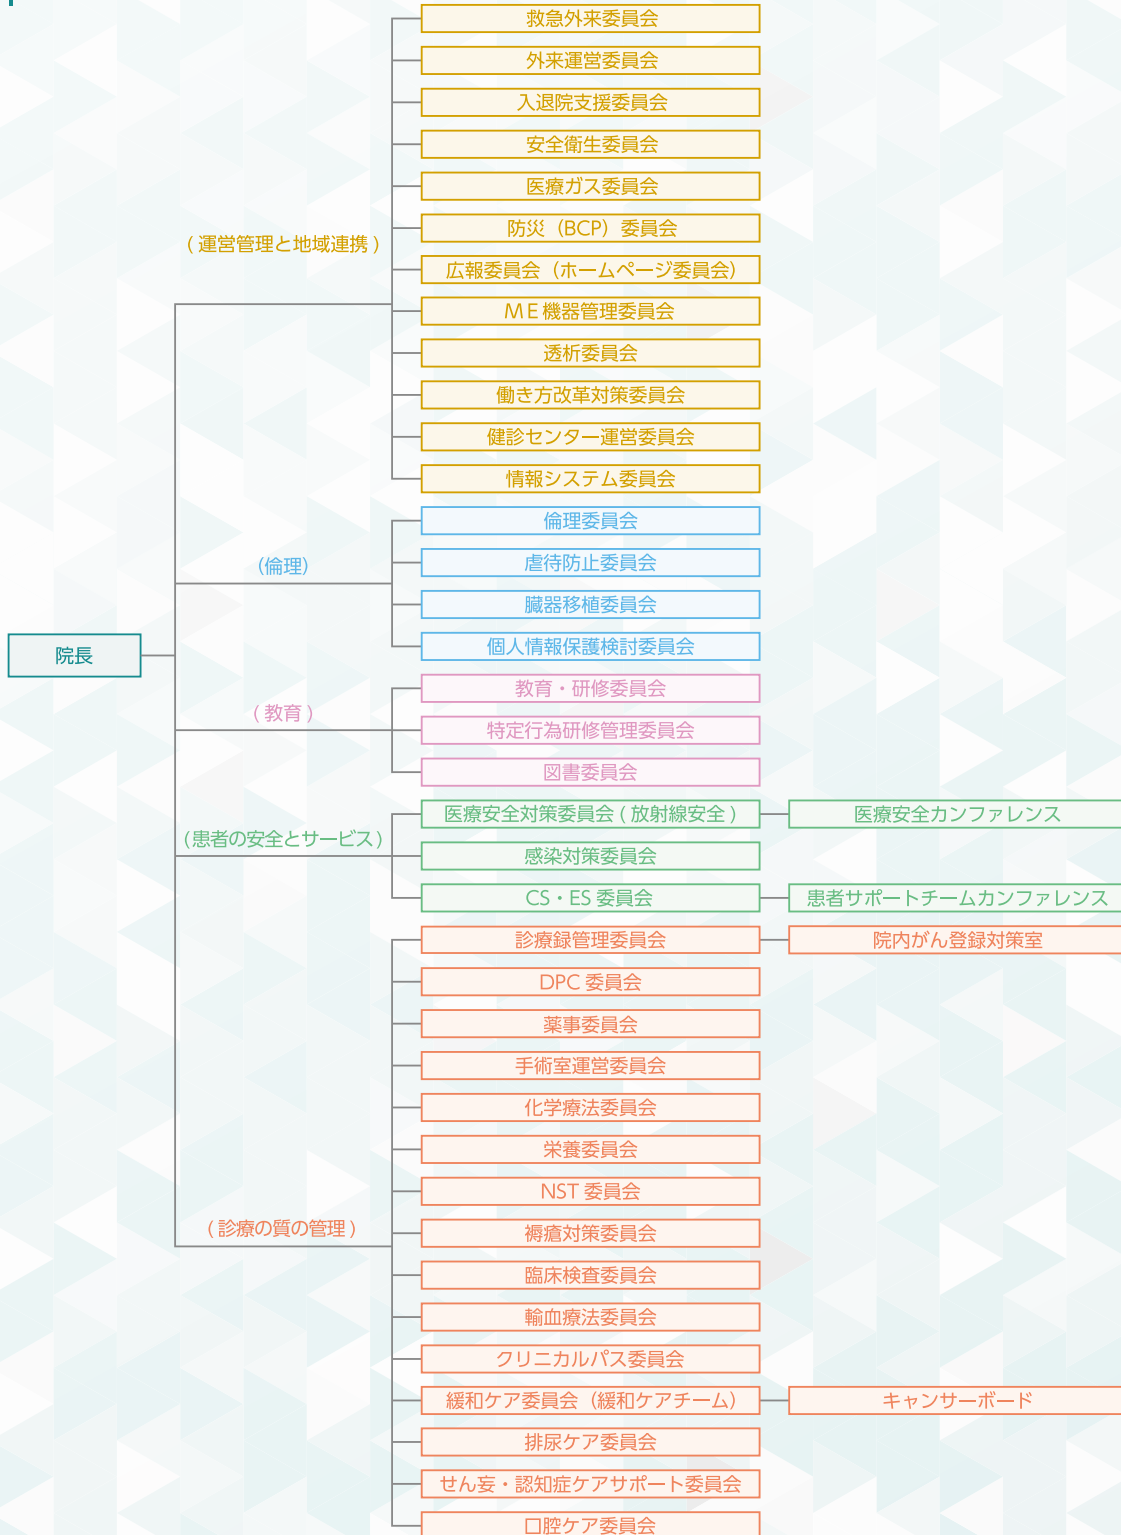 救急外来委員会
外来運営委員会
入退院支援委員会
安全衛生委員会
医療ガス委員会
防災（BCP）委員会
(運営管理と地域連携)
広報委員会（ホームページ委員会）
ＭＥ機器管理委員会
透析委員会
働き方改革対策委員会
健診センター運営委員会
情報システム委員会
倫理委員会
(倫理)
虐待防止委員会
臓器移植委員会
個人情報保護検討委員会
院長
教育・研修委員会
(教育)
特定行為研修管理委員会
図書委員会
医療安全対策委員会(放射線安全) 医療安全カンファレンス
(患者の安全とサービス)
感染対策委員会
CS・ES 委員会 患者サポートチームカンファレンス
診療録管理委員会 院内がん登録対策室
DPC 委員会
薬事委員会
手術室運営委員会
化学療法委員会
栄養委員会
NST 委員会
(診療の質の管理)
褥瘡対策委員会
臨床検査委員会
輸血療法委員会
クリニカルパス委員会
緩和ケア委員会（緩和ケアチーム） キャンサーボード
排尿ケア委員会
せん妄・認知症ケアサポート委員会
口腔ケア委員会